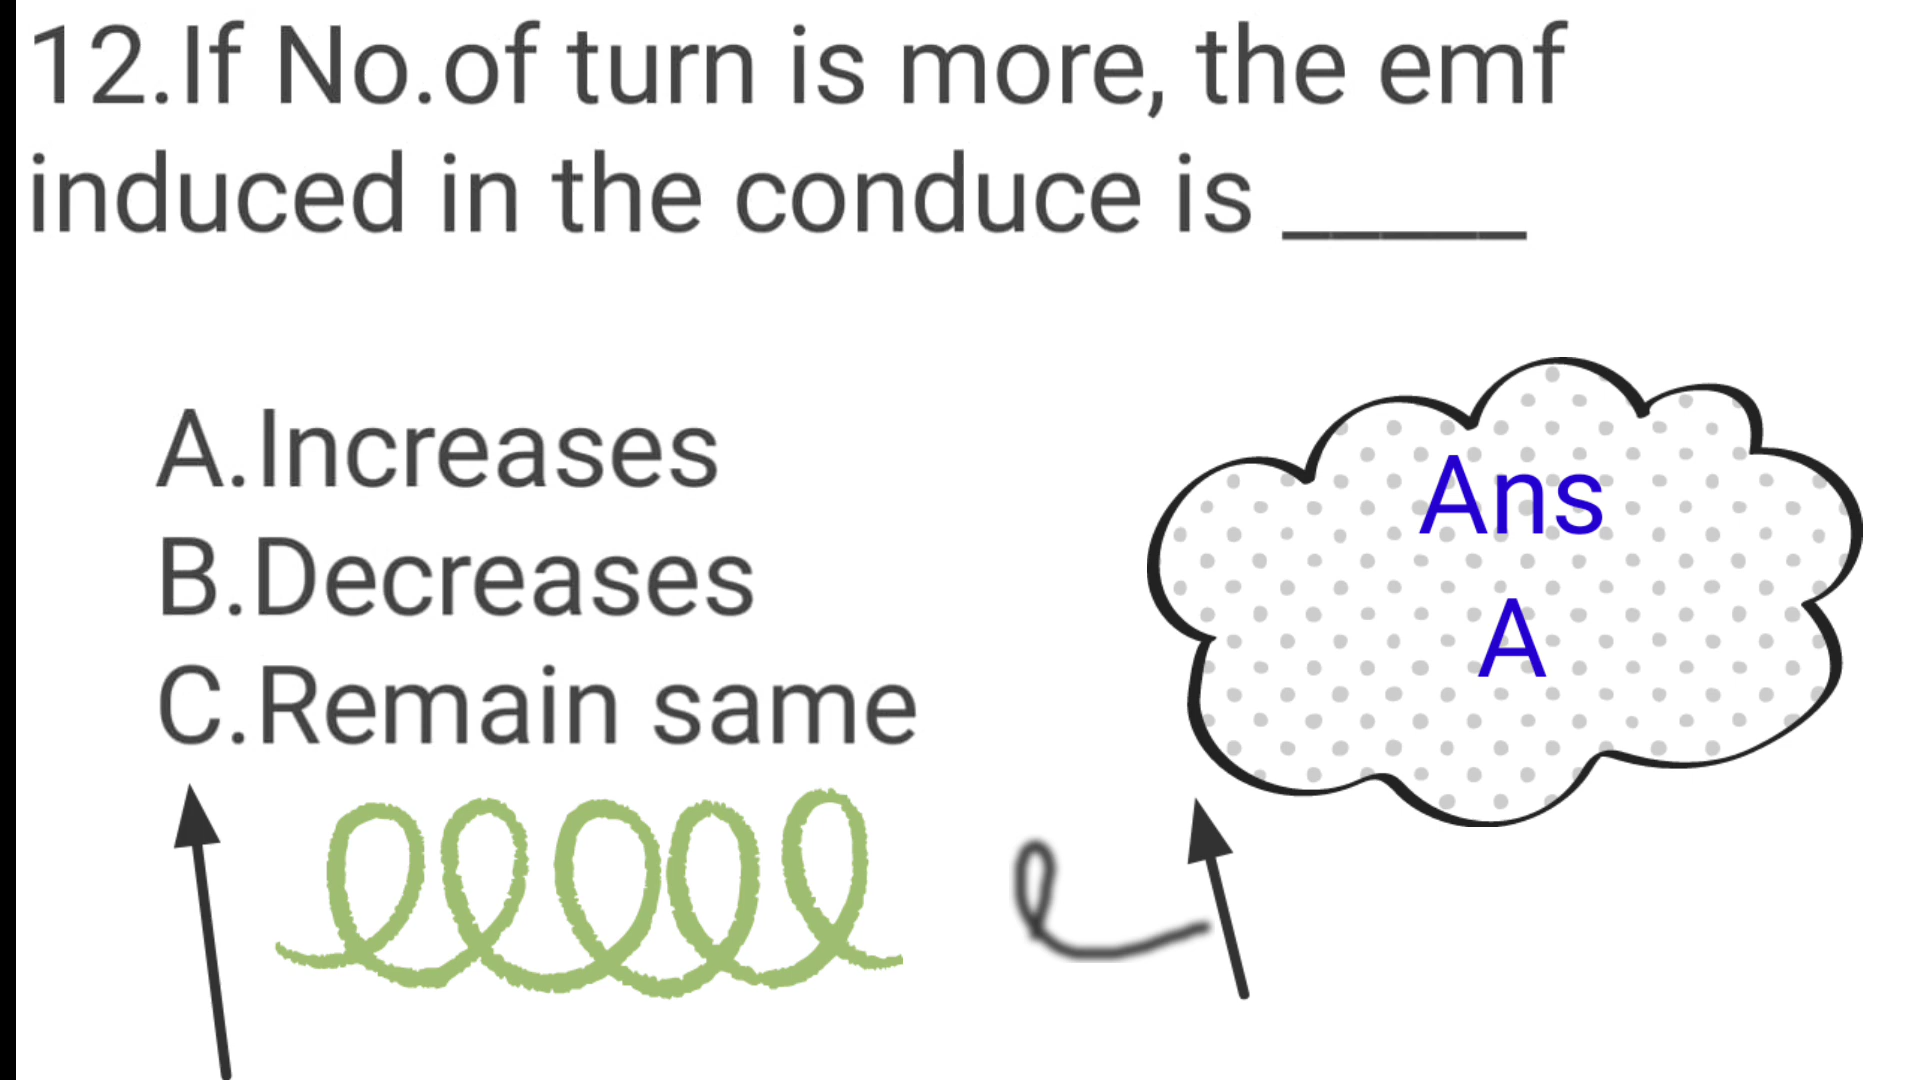 12.If No.of turn is more, the emf
induced in the conduce is _____
A.Increases
B.Decreases
C.Remain same
Ans
A